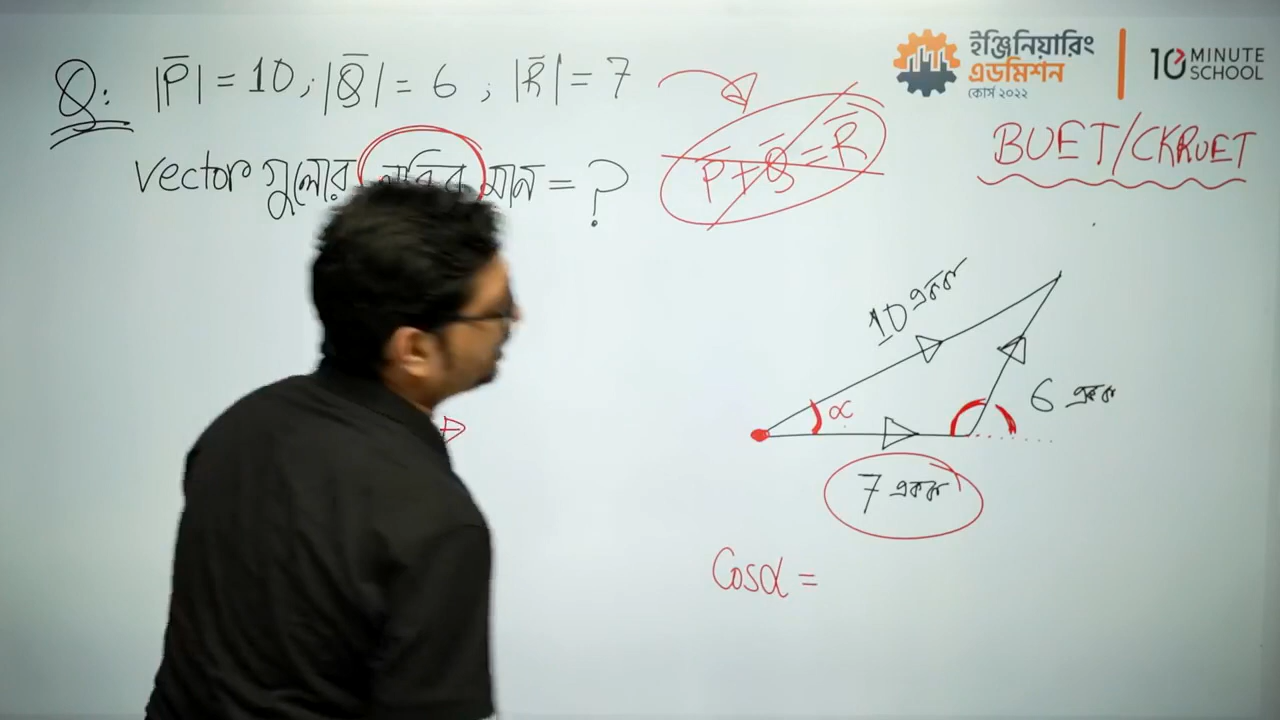 Q: |P̅| = 10 ; |Q̅| = 6 ; |R̅| = 7
vector গুলোর মান = ?
P̅ + Q̅ = R̅
ইঞ্জিনিয়ারিং
এডমিশন
কোর্স ২০২২
10 MINUTE
SCHOOL
BUET/CKRUET
10 একক
α
6 একক
7 একক
Cosα =